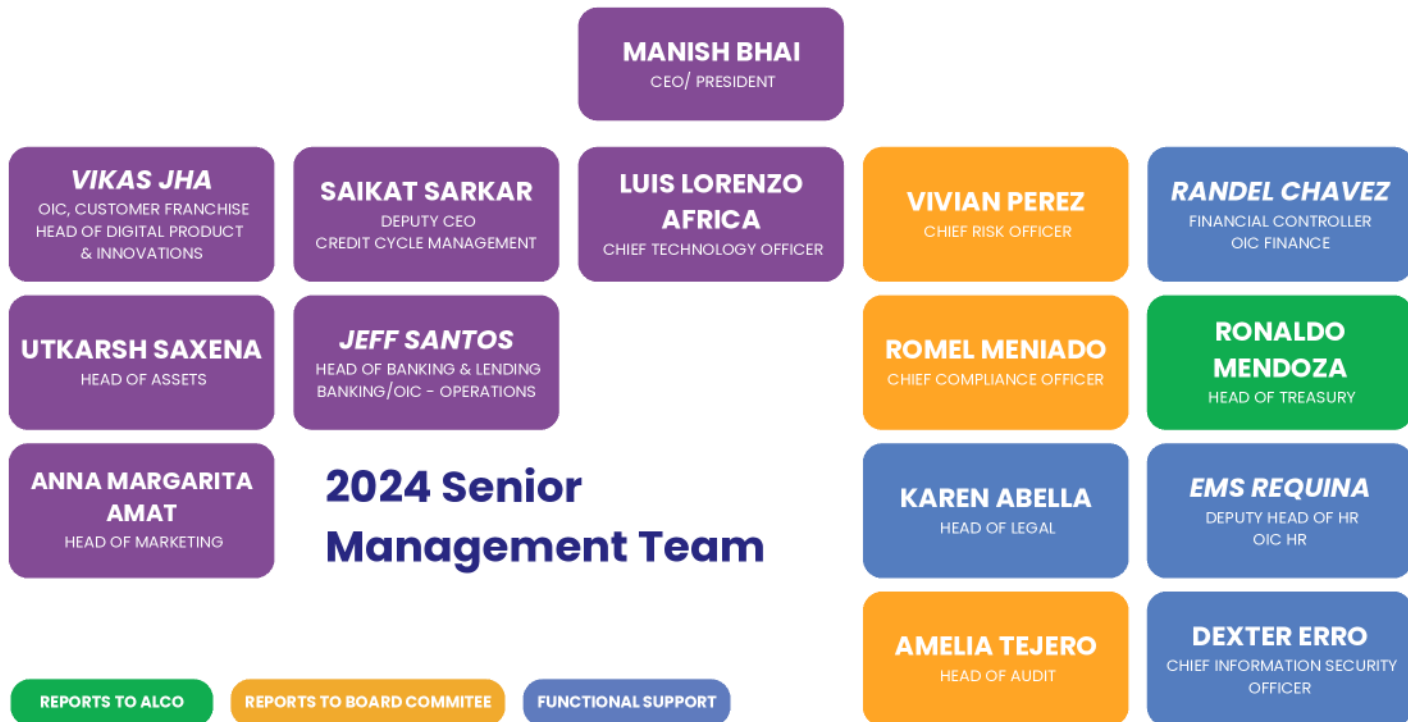 MANISH BHAI
CEO/ PRESIDENT
VIKAS JHA
OIC, CUSTOMER FRANCHISE
HEAD OF DIGITAL PRODUCT
& INNOVATIONS
SAIKAT SARKAR
DEPUTY CEO
CREDIT CYCLE MANAGEMENT
LUIS LORENZO
AFRICA
CHIEF TECHNOLOGY OFFICER
VIVIAN PEREZ
CHIEF RISK OFFICER
RANDEL CHAVEZ
FINANCIAL CONTROLLER
OIC FINANCE
UTKARSH SAXENA
HEAD OF ASSETS
JEFF SANTOS
HEAD OF BANKING & LENDING
BANKING/OIC - OPERATIONS
ROMEL MENIADO
CHIEF COMPLIANCE OFFICER
RONALDO
MENDOZA
HEAD OF TREASURY
ANNA MARGARITA
AMAT
HEAD OF MARKETING
2024 Senior
Management Team
KAREN ABELLA
HEAD OF LEGAL
EMS REQUINA
DEPUTY HEAD OF HR
OIC HR
AMELIA TEJERO
HEAD OF AUDIT
DEXTER ERRO
CHIEF INFORMATION SECURITY
OFFICER
REPORTS TO ALCO
REPORTS TO BOARD COMMITEE
FUNCTIONAL SUPPORT